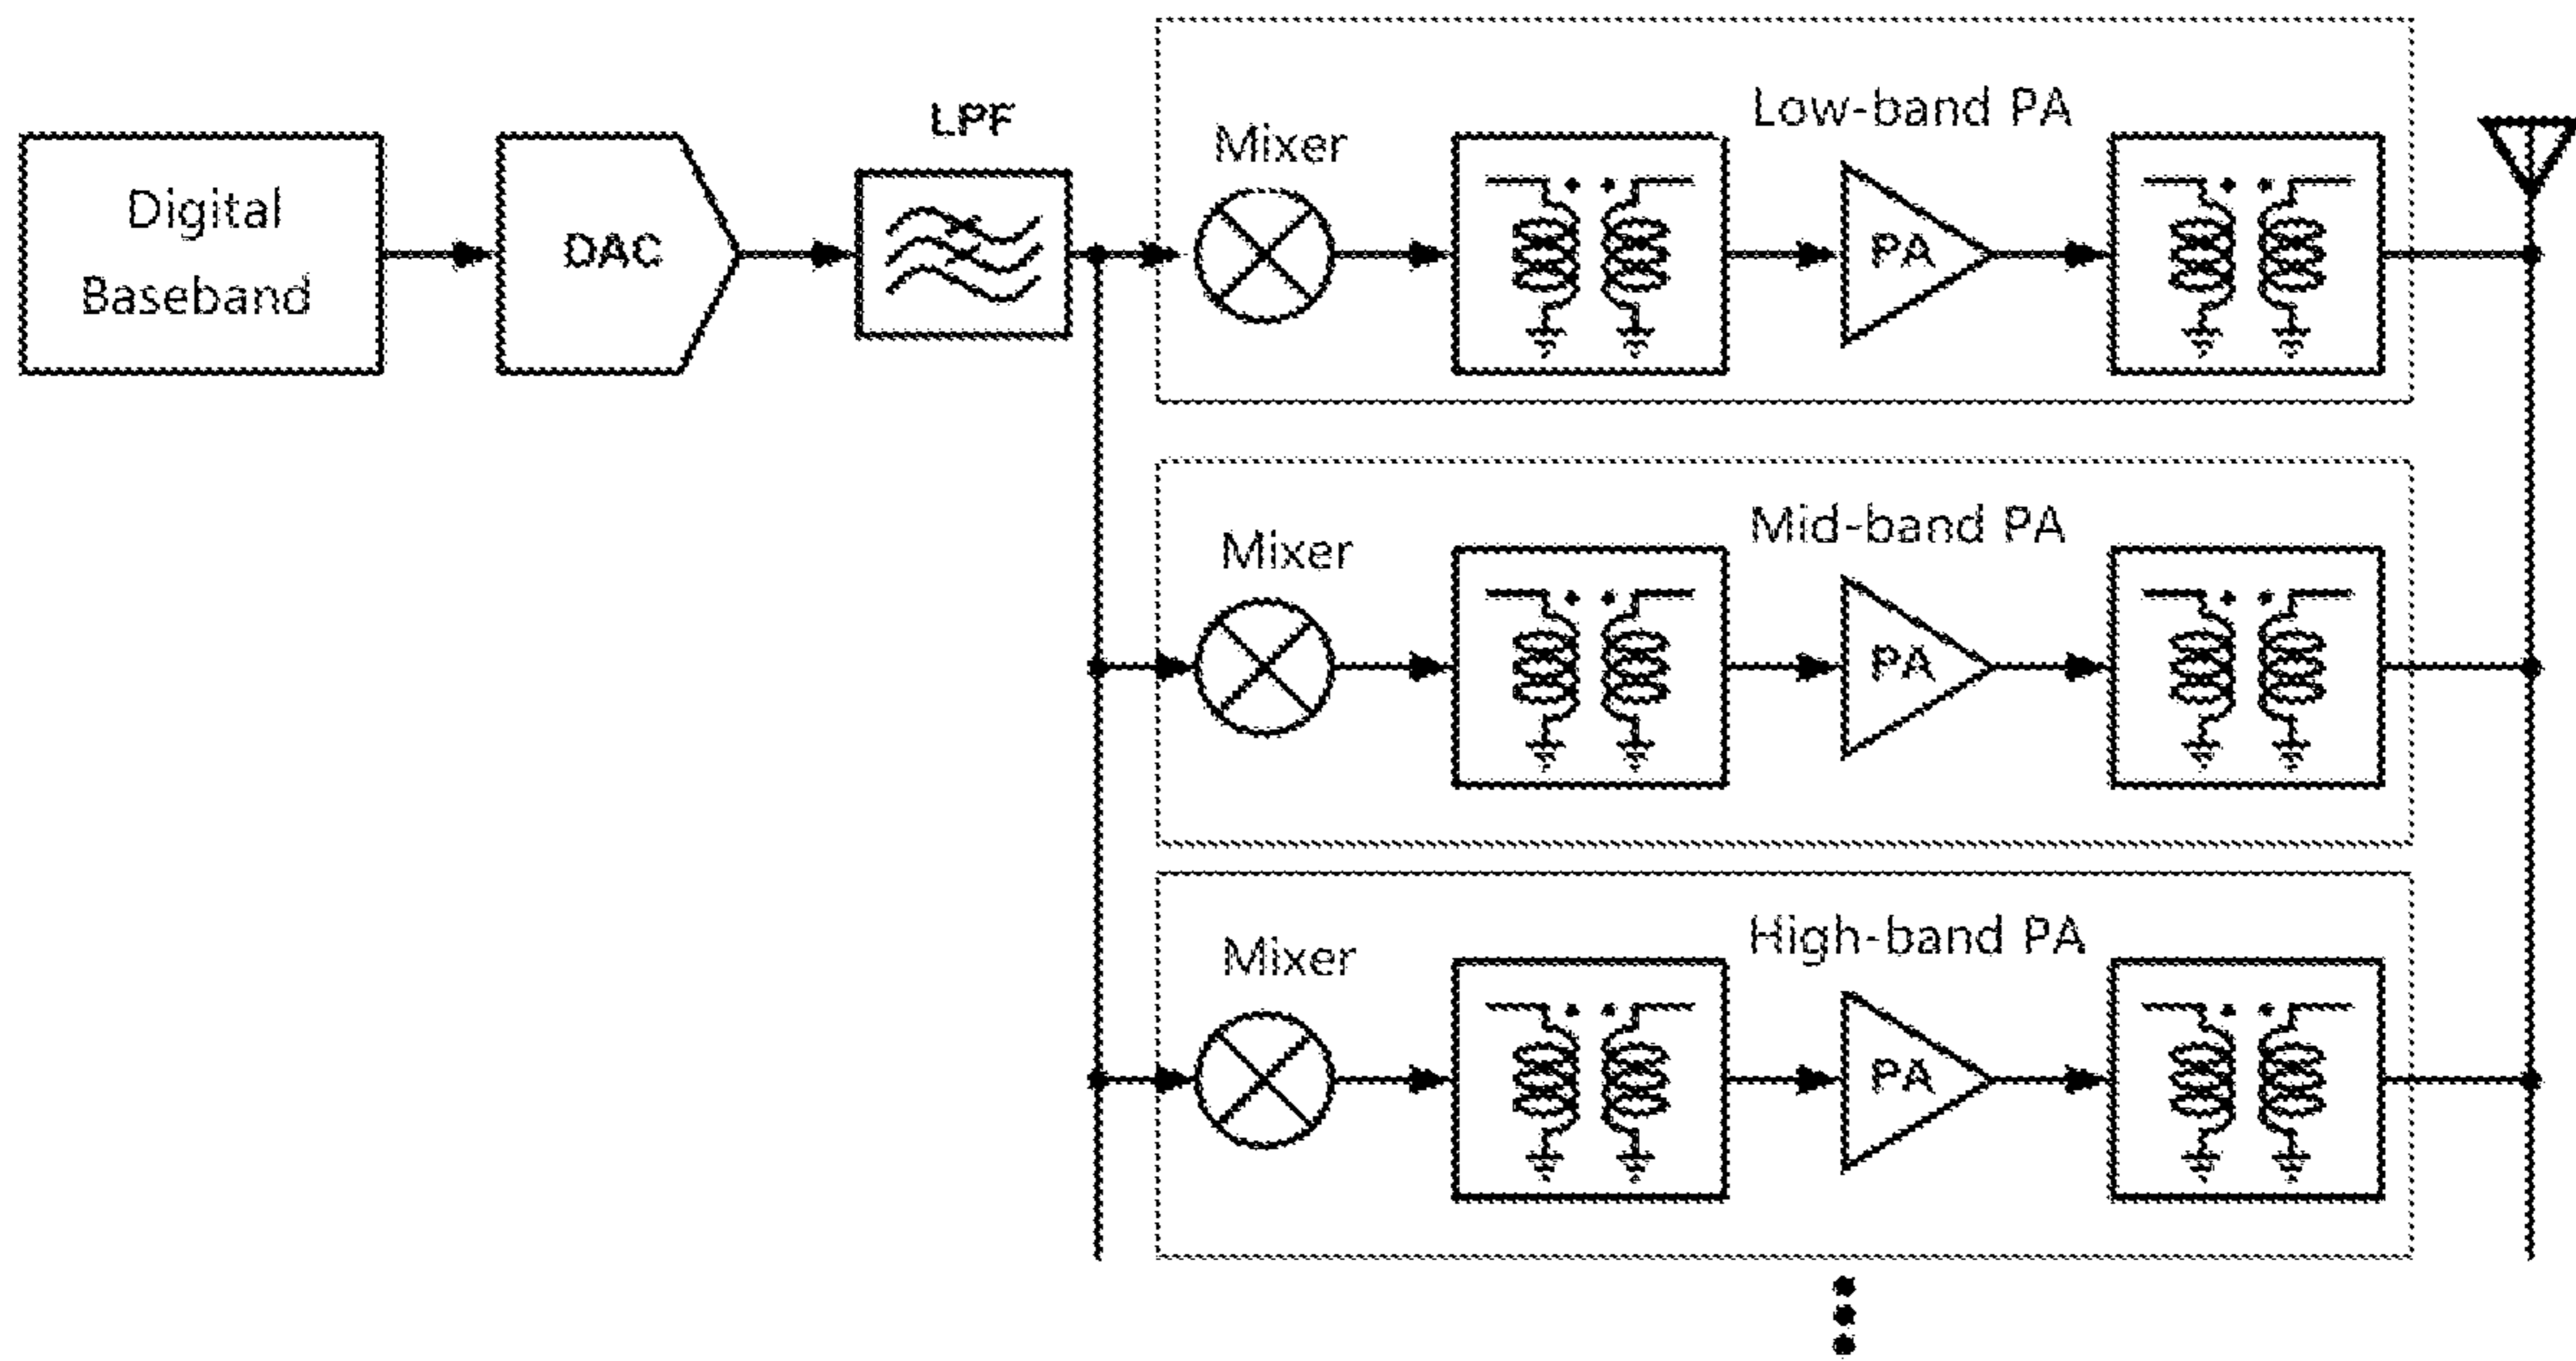 Digital
Baseband
DAC
LPF
Mixer
Low-band PA
PA
Mixer
Mid-band PA
PA
Mixer
High-band PA
PA